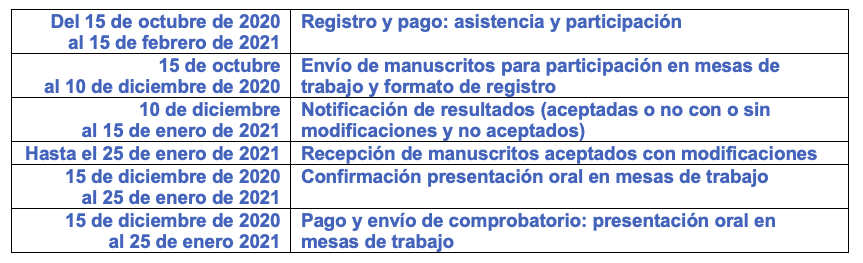 Del 15 de octubre de 2020
al 15 de febrero de 2021
Registro y pago: asistencia y participación
15 de octubre
al 10 de diciembre de 2020
Envío de manuscritos para participación en mesas de
trabajo y formato de registro
10 de diciembre
al 15 de enero de 2021
Notificación de resultados (aceptadas o no con o sin
modificaciones y no aceptados)
Hasta el 25 de enero de 2021
Recepción de manuscritos aceptados con modificaciones
15 de diciembre de 2020
al 25 de enero de 2021
Confirmación presentación oral en mesas de trabajo
15 de diciembre de 2020
al 25 de enero 2021
Pago y envío de comprobatorio: presentación oral en
mesas de trabajo